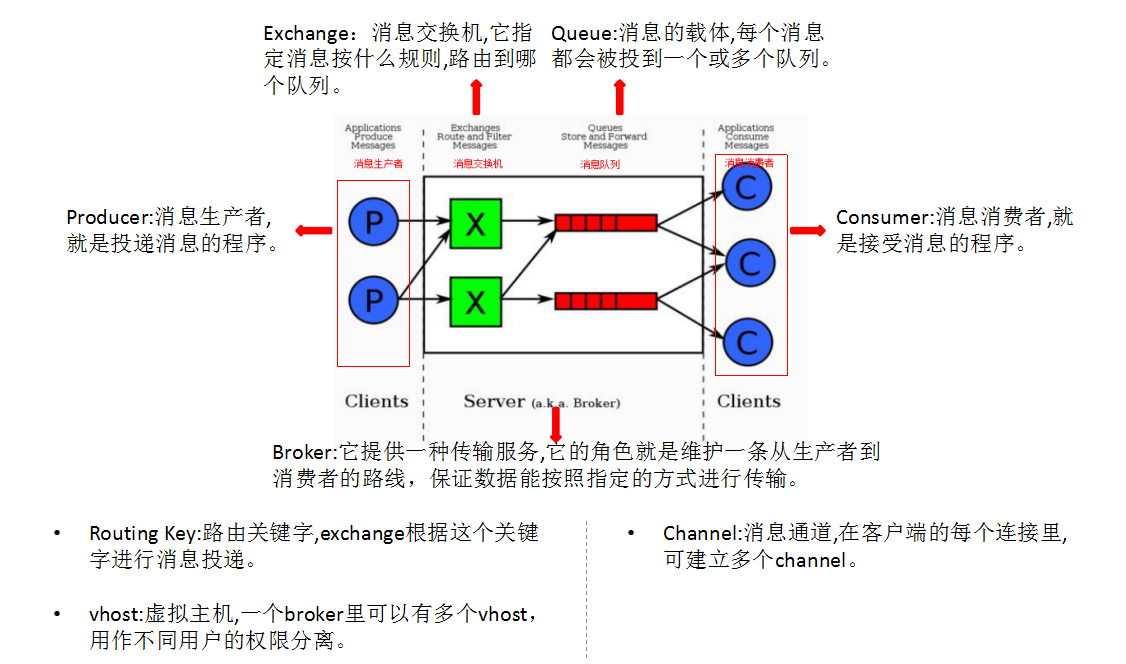 Exchange：消息交换机,它指
定消息按什么规则,路由到哪
个队列。
Queue:消息的载体,每个消息
都会被投到一个或多个队列。
Applications
Produce
Messages
消息生产者
Exchanges
Route and Filter
Messages
消息交换机
Queues
Store and Forward
Messages
消息队列
Applications
Consume
Messages
消息消费者
Producer:消息生产者,
就是投递消息的程序。
P
P
X
X
C
C
C
Consumer:消息消费者,就
是接受消息的程序。
Clients
Server (a.k.a. Broker)
Clients
Broker:它提供一种传输服务,它的角色就是维护一条从生产者到
消费者的路线，保证数据能按照指定的方式进行传输。
• Routing Key:路由关键字,exchange根据这个关键
字进行消息投递。
• vhost:虚拟主机,一个broker里可以有多个vhost，
用作不同用户的权限分离。
• Channel:消息通道,在客户端的每个连接里,
可建立多个channel。